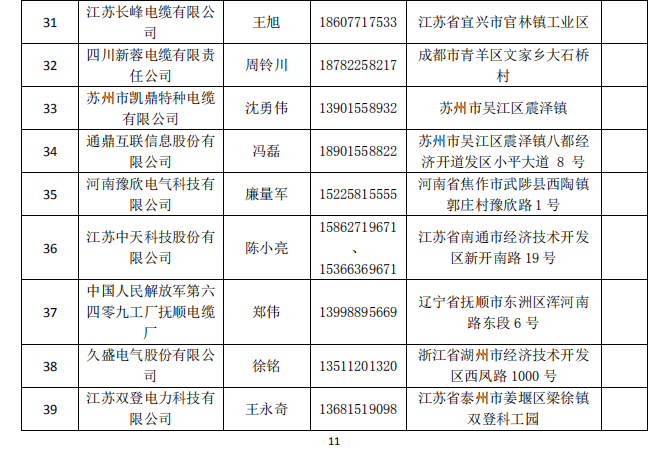 31 江苏长峰电缆有限公司 王旭 18607717533 江苏省宜兴市官林镇工业区
32 四川新蓉电缆有限责任公司 周铃川 18782258217 成都市青羊区文家乡大石桥村
33 苏州市凯鼎特种电缆有限公司 沈勇伟 13901558932 苏州市吴江区震泽镇
34 通鼎互联信息股份有限公司 冯磊 18901558822 苏州市吴江区震泽镇八都经济开道发区小平大道 8 号
35 河南豫欣电气科技有限公司 廉量军 15225815555 河南省焦作市武陟县西陶镇郭庄村豫欣路1号
36 江苏中天科技股份有限公司 陈小亮 15862719671、15366369671 江苏省南通市经济技术开发区新开南路19号
37 中国人民解放军第六四零九工厂抚顺电缆厂 郑伟 13998895669 辽宁省抚顺市东洲区浑河南路东段6号
38 久盛电气股份有限公司 徐铭 13511201320 浙江省湖州市经济技术开发区西凤路1000号
39 江苏双登电力科技有限公司 王永奇 13681519098 江苏省泰州市姜堰区梁徐镇双登科工园
11